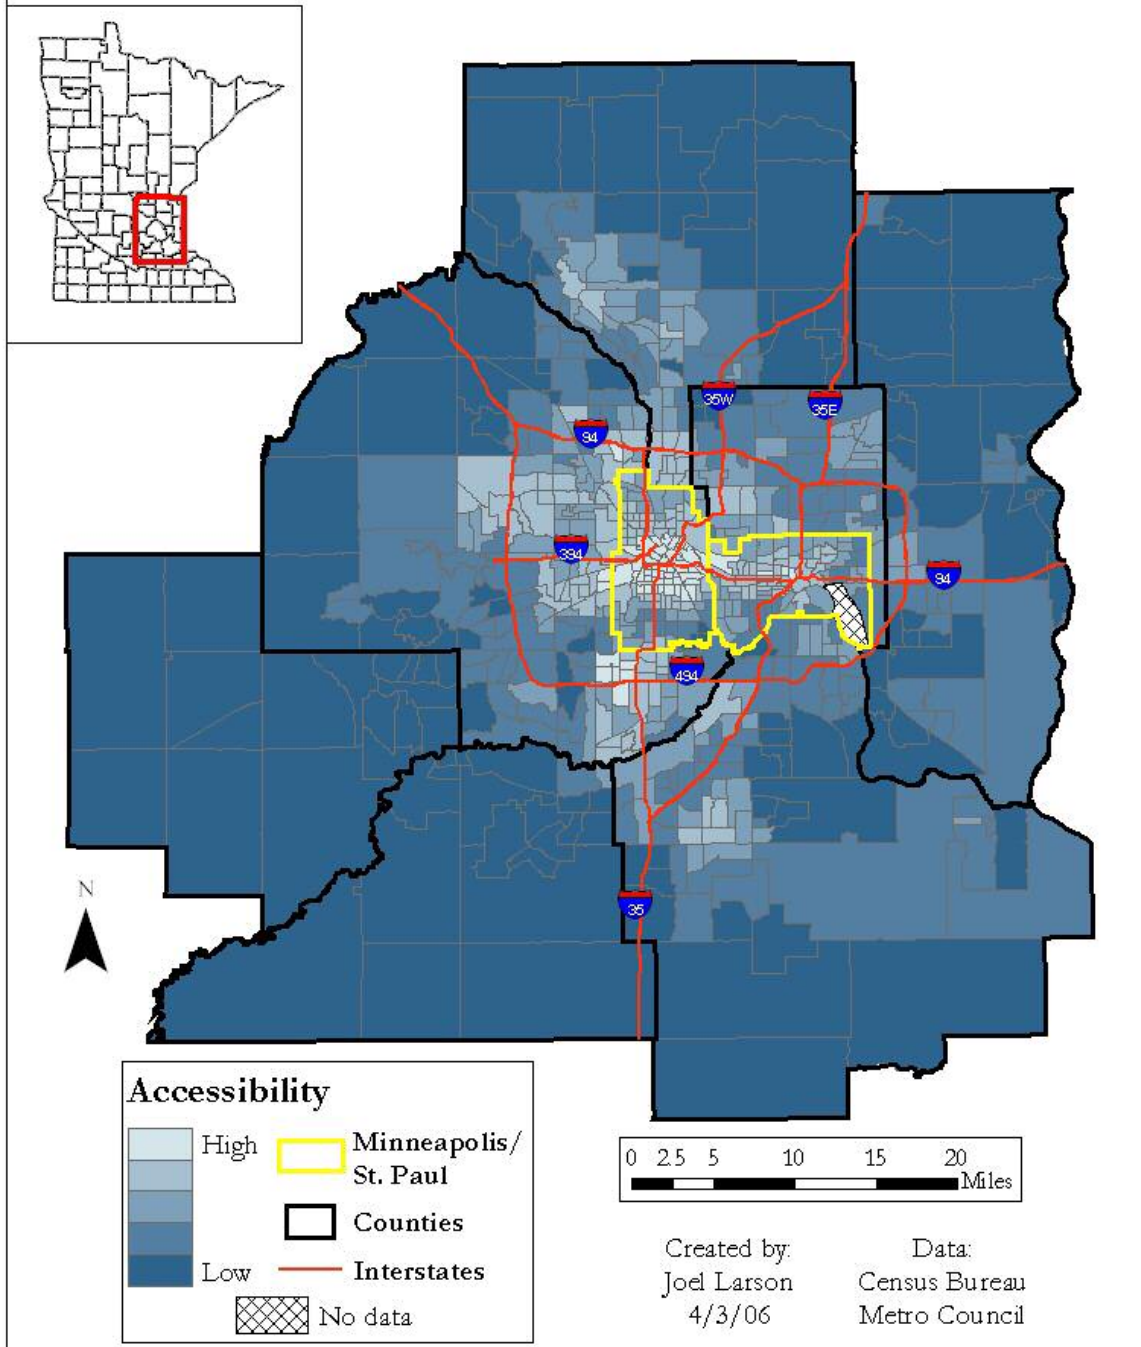 35W
35E
94
394
94
494
35
N
Accessibility
High
Low
Minneapolis/
St. Paul
Counties
Interstates
No data
0 2.5 5 10 15 20
Miles
Created by:
Joel Larson
4/3/06
Data:
Census Bureau
Metro Council